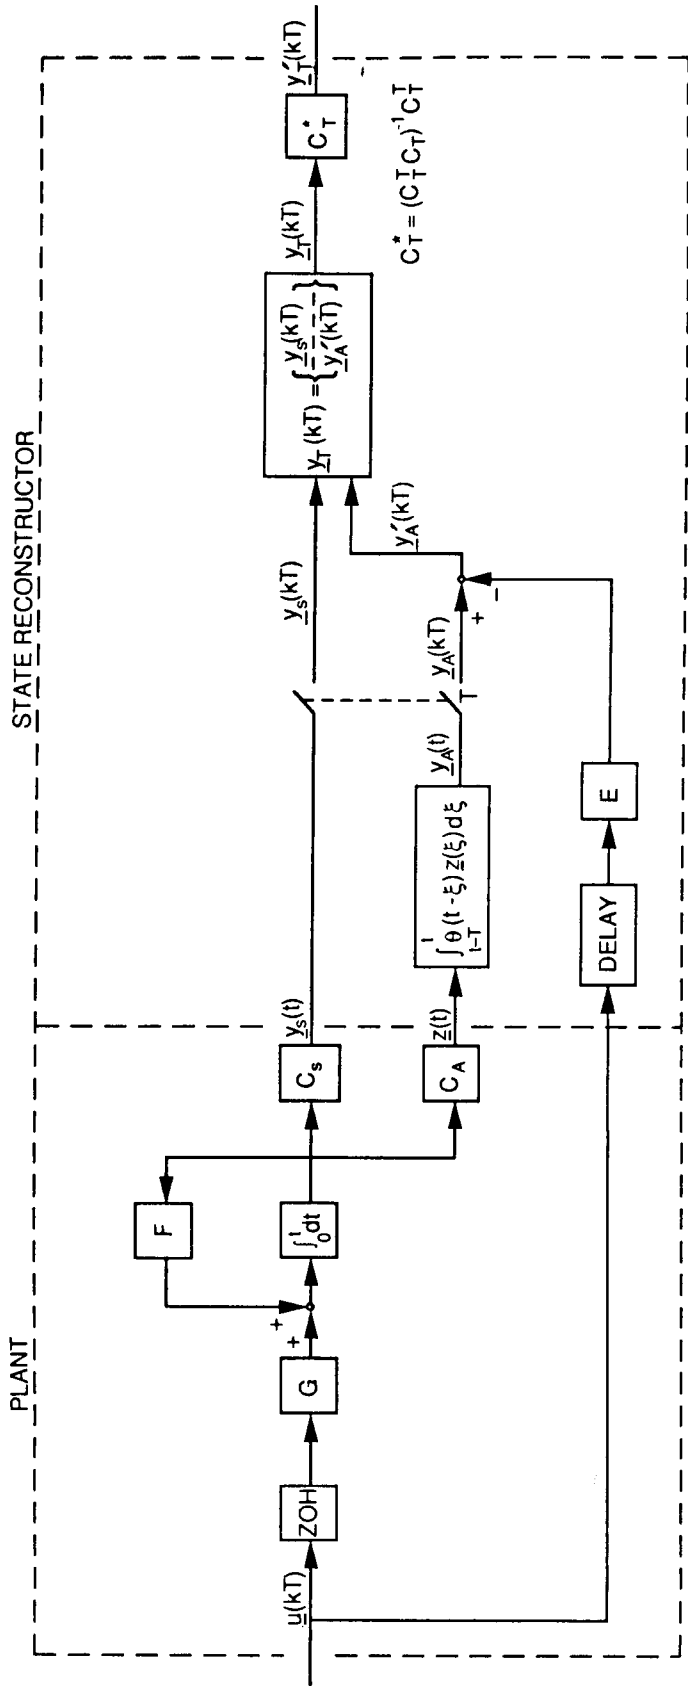 PLANT
STATE RECONSTRUCTOR
u(kT)
ZOH
G
+
+
F
∫₀ᵗdt
C_s
C_A
y_s(t)
z(t)
∫_{t-T}^{t} θ (t - ξ) z(ξ) dξ
y_A(t)
T
y_s(kT)
y_A(kT)
+
-
DELAY
E
y'_A(kT)
y_T (kT) = { y_s(kT) / y'_A(kT) }
y_T(kT)
C*_T
y'_T(kT)
C*_T = (C_T^T C_T)^{-1} C_T^T